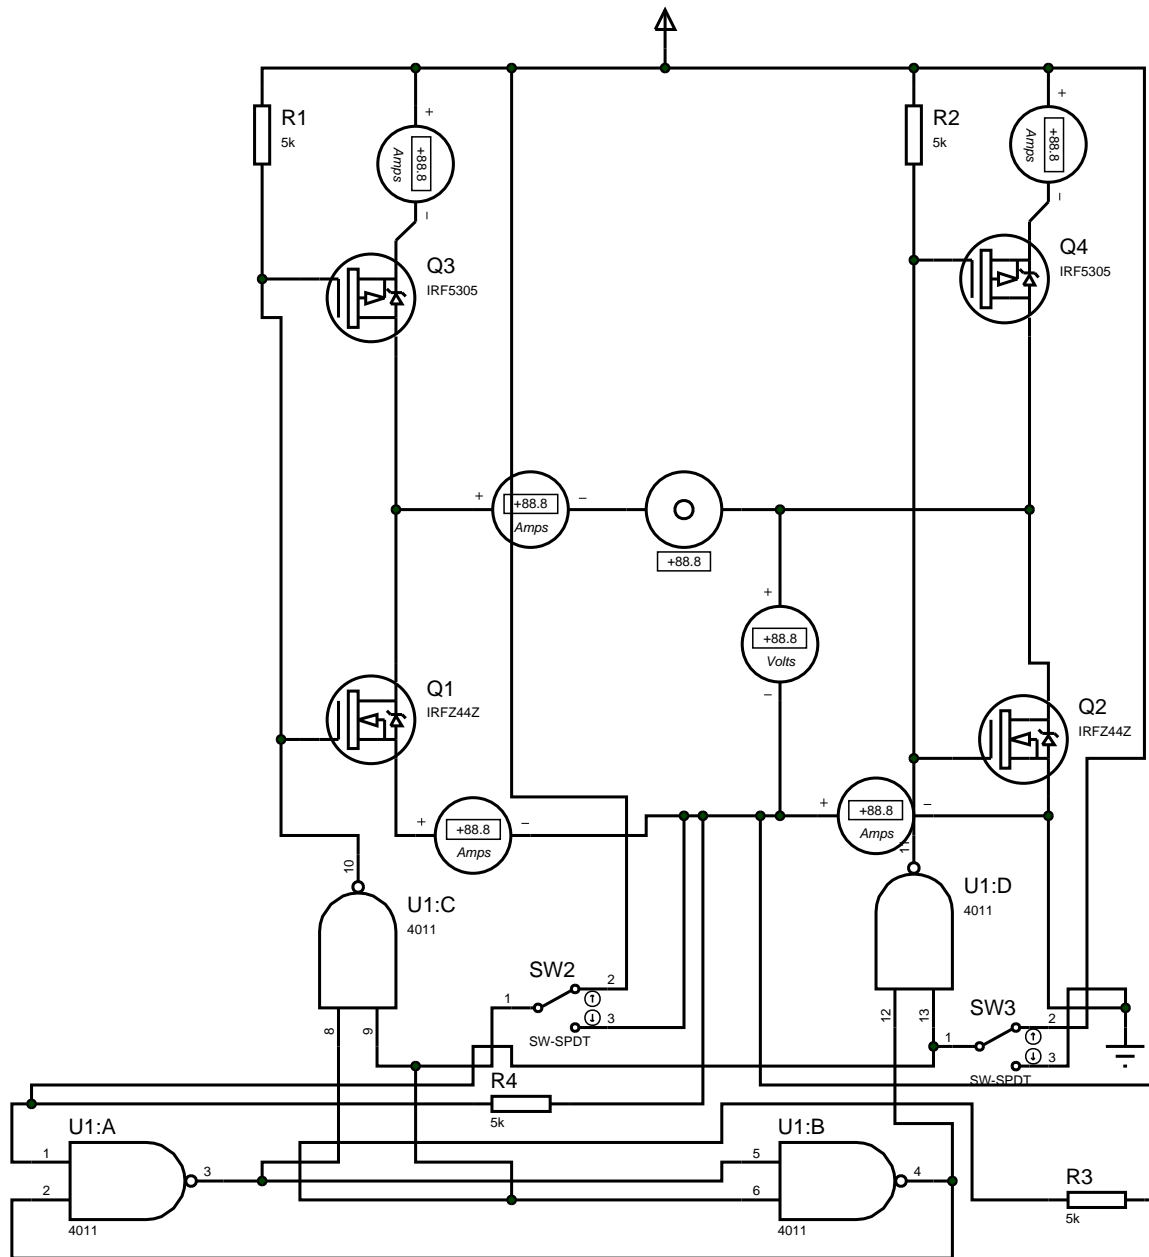 +
+
R1
5k
+88.8
Amps
R2
5k
+88.8
Amps
−
−
Q3
IRF5305
Q4
IRF5305
+
+88.8
Amps
−
+88.8
+
+88.8
Volts
−
Q1
IRFZ44Z
Q2
IRFZ44Z
+
+88.8
Amps
−
+
+88.8
Amps
−
10
11
U1:C
4011
U1:D
4011
8
9
SW2
1
2
3
SW-SPDT
12
13
SW3
1
2
3
SW-SPDT
R4
5k
U1:A
1
2
3
4011
U1:B
5
6
4
4011
R3
5k